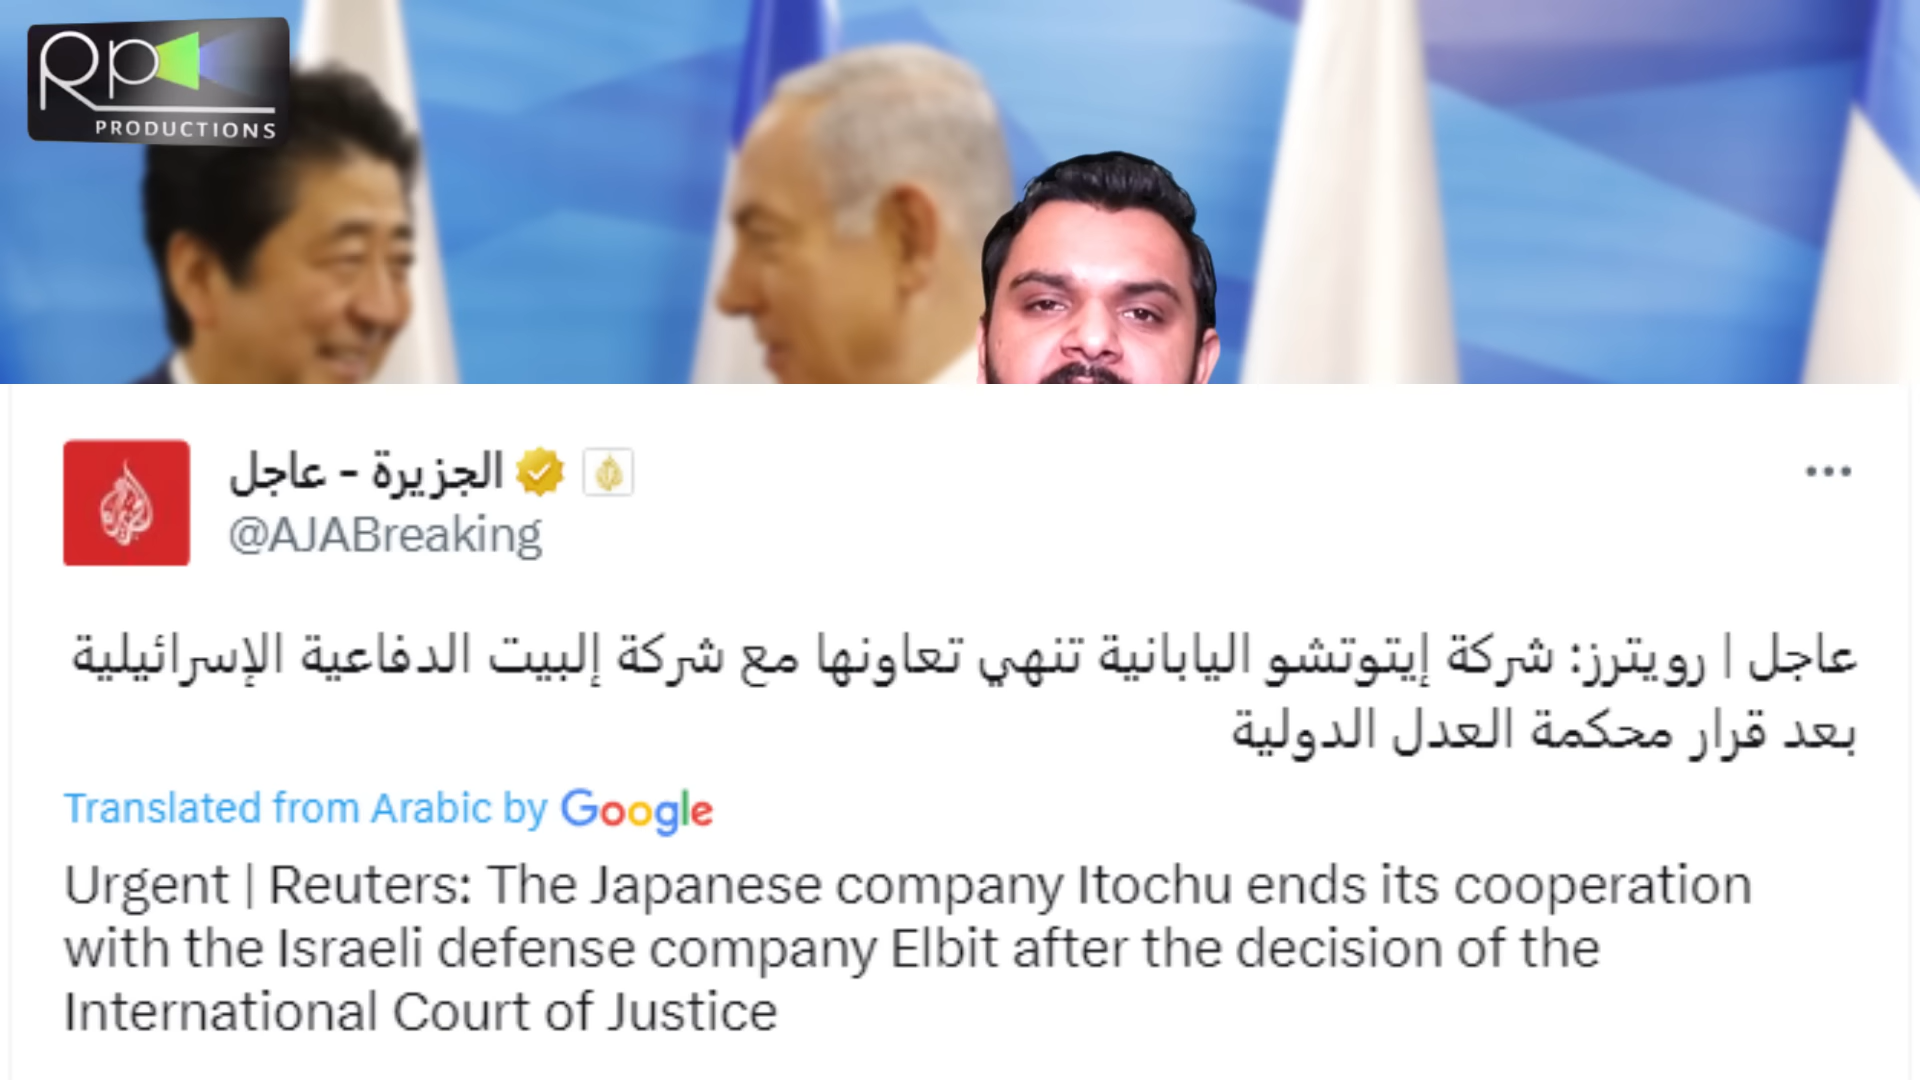 Rp
PRODUCTIONS
الجزيرة - عاجل
@AJABreaking
عاجل | رويترز: شركة إيتوتشو اليابانية تنهي تعاونها مع شركة إلبيت الدفاعية الإسرائيلية
بعد قرار محكمة العدل الدولية
Translated from Arabic by Google
Urgent | Reuters: The Japanese company Itochu ends its cooperation
with the Israeli defense company Elbit after the decision of the
International Court of Justice